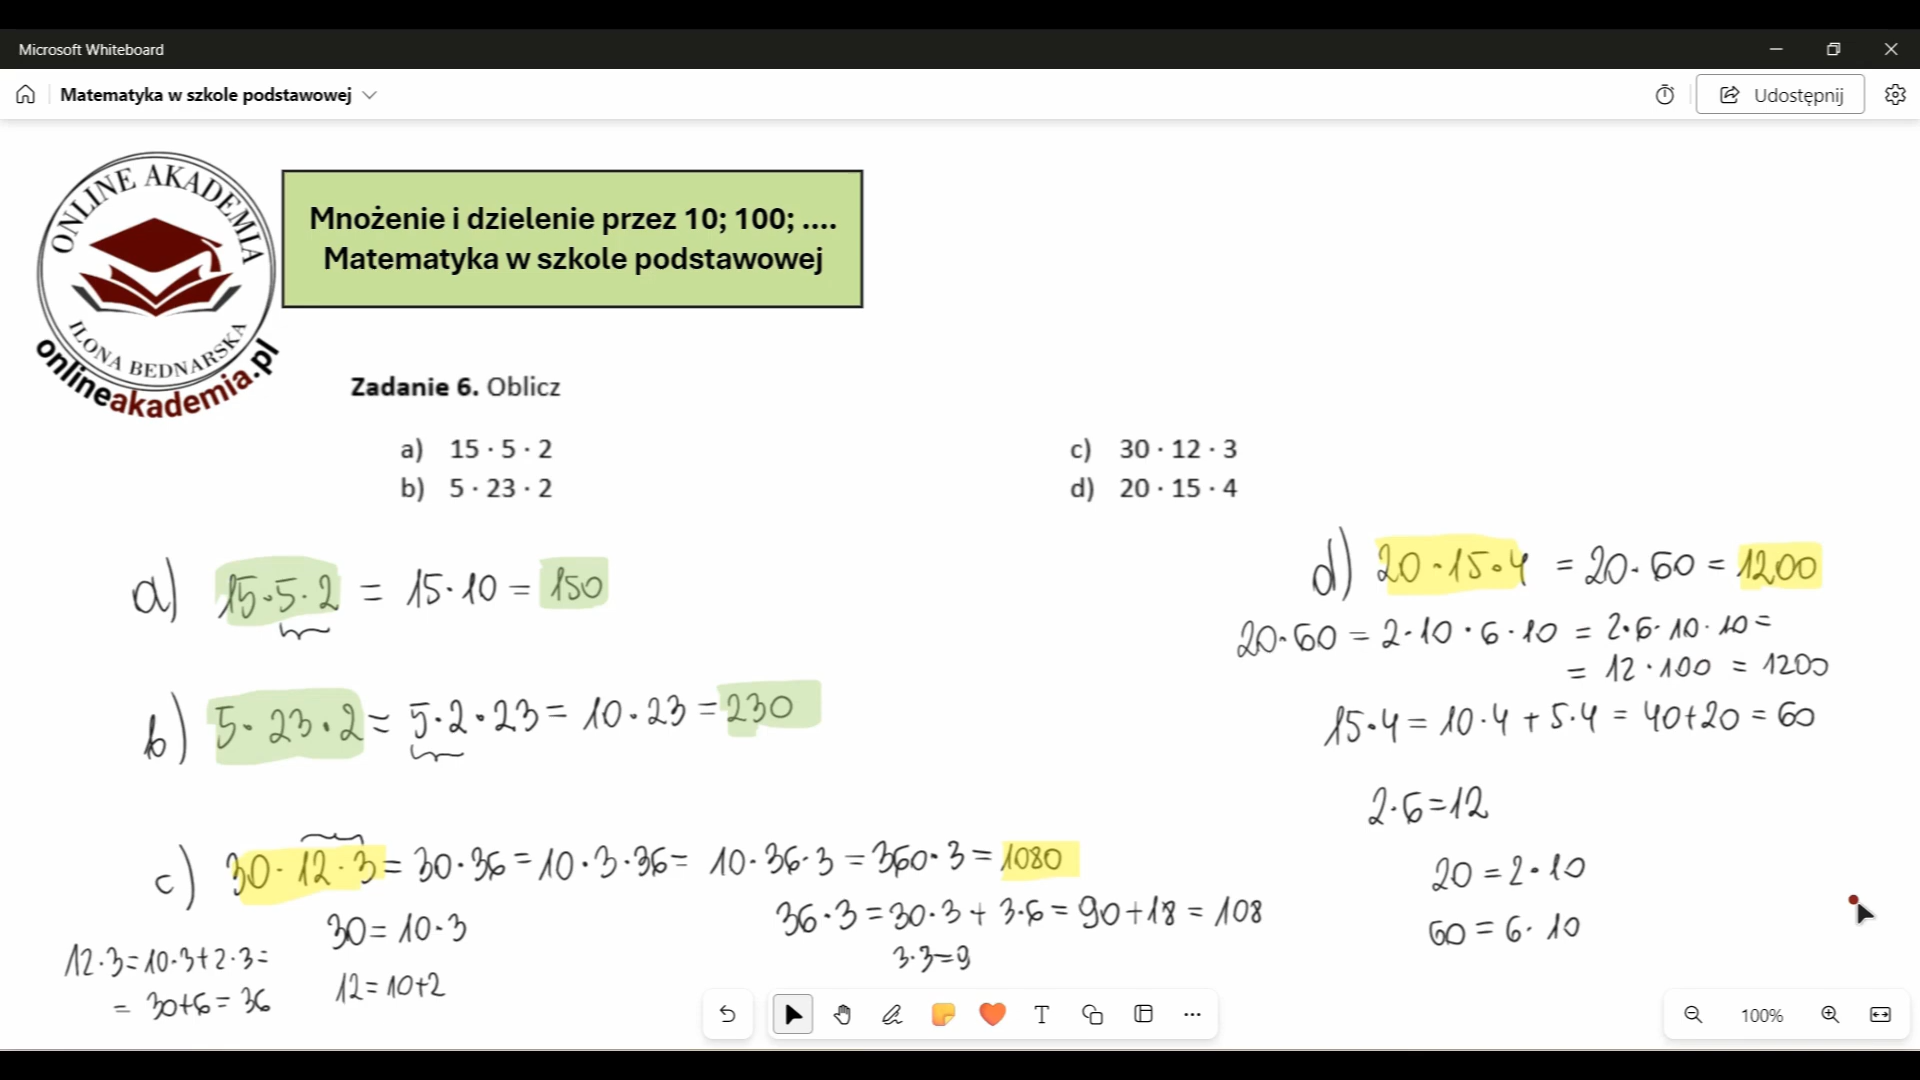 Microsoft Whiteboard
Matematyka w szkole podstawowej
Udostępnij
ONLINE AKADEMIA
ILONA BEDNARSKA
onlineakademia.pl
Mnożenie i dzielenie przez 10; 100; ....
Matematyka w szkole podstawowej
Zadanie 6. Oblicz
a) 15 · 5 · 2
b) 5 · 23 · 2
c) 30 · 12 · 3
d) 20 · 15 · 4
a) 15·5·2 = 15·10 = 150
b) 5·23·2 = 5·2·23 = 10·23 = 230
c) 30·12·3 = 30·36 = 10·3·36 = 10·36·3 = 360·3 = 1080
30 = 10·3
12 = 10+2
12·3 = 10·3+2·3 =
= 30+6 = 36
36·3 = 30·3 + 3·6 = 90+18 = 108
3·3=9
d) 20·15·4 = 20·60 = 1200
20·60 = 2·10·6·10 = 2·6·10·10 =
= 12·100 = 1200
15·4 = 10·4 + 5·4 = 40+20 = 60
2·6=12
20 = 2·10
60 = 6·10
100%